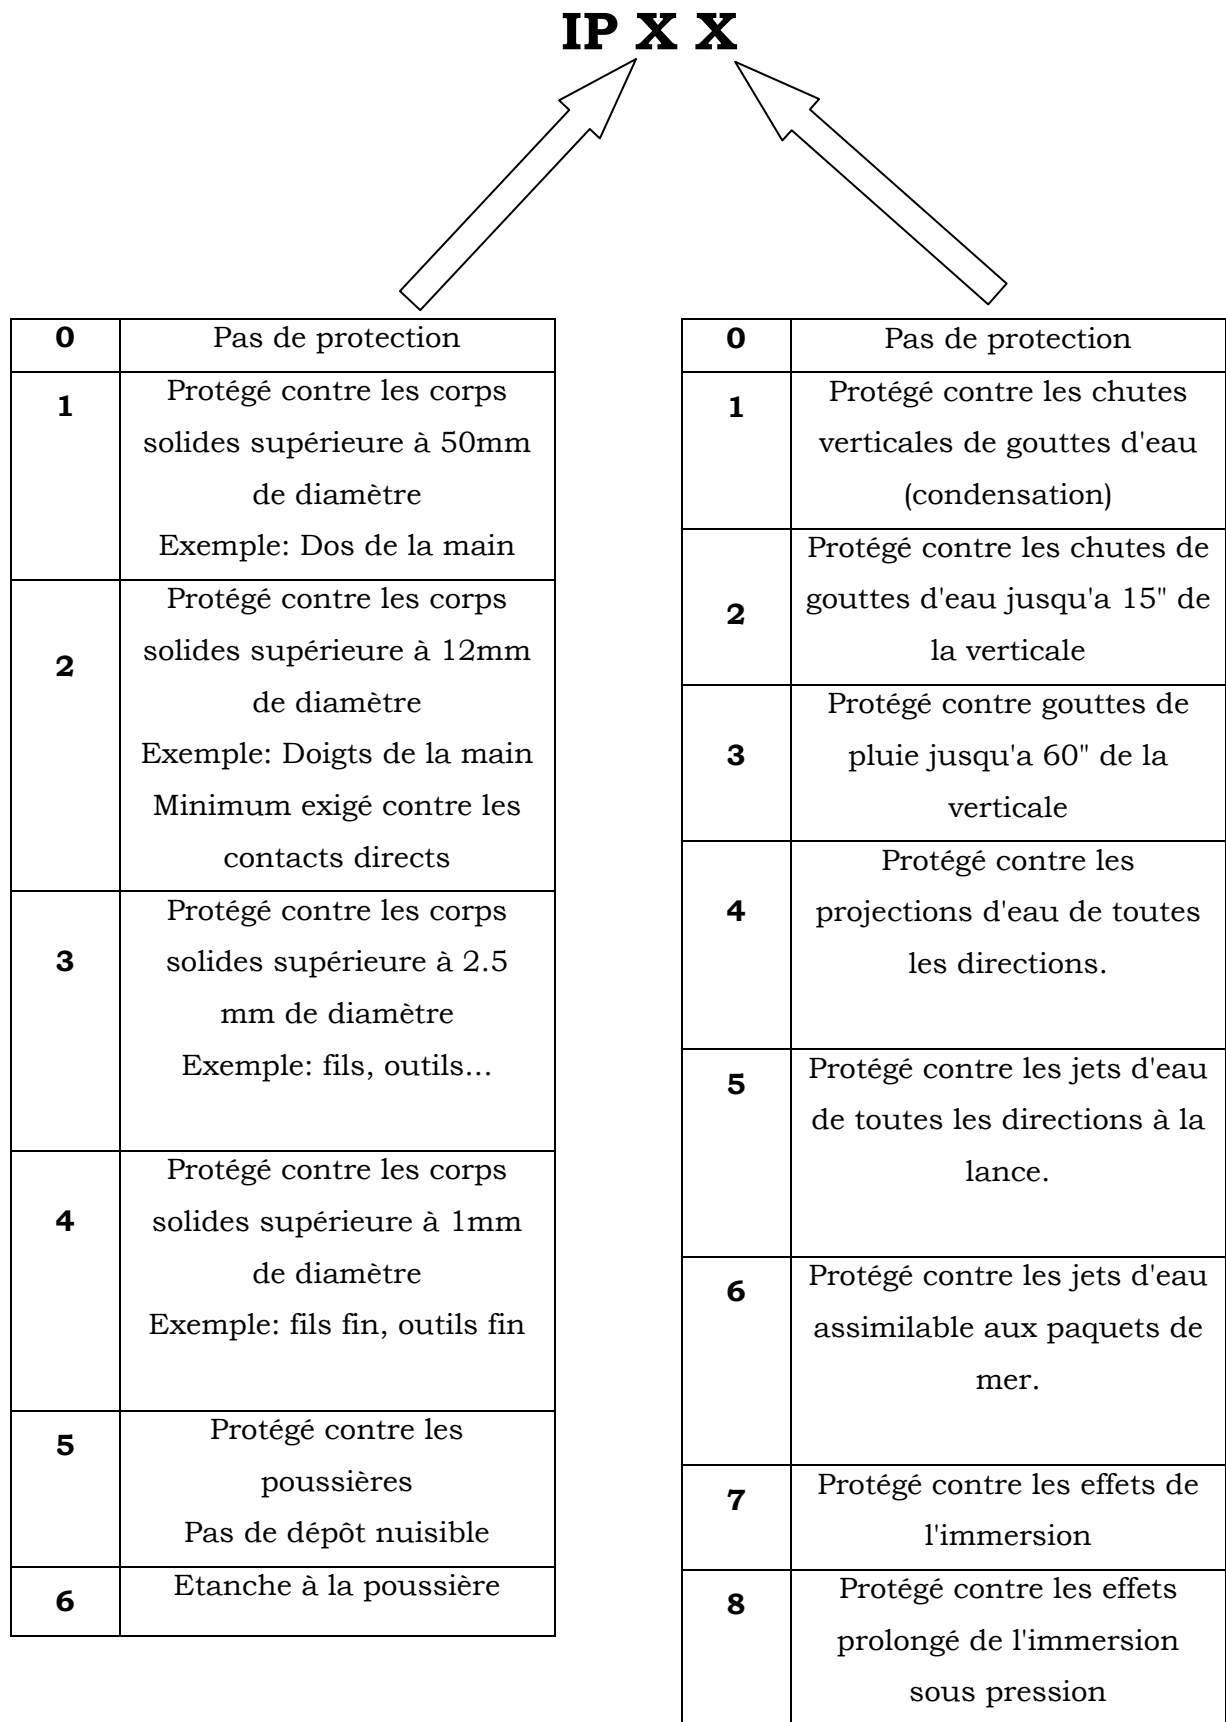 IP X X
0
Pas de protection
1
Protégé contre les corps
solides supérieure à 50mm
de diamètre
Exemple: Dos de la main
2
Protégé contre les corps
solides supérieure à 12mm
de diamètre
Exemple: Doigts de la main
Minimum exigé contre les
contacts directs
3
Protégé contre les corps
solides supérieure à 2.5
mm de diamètre
Exemple: fils, outils...
4
Protégé contre les corps
solides supérieure à 1mm
de diamètre
Exemple: fils fin, outils fin
5
Protégé contre les
poussières
Pas de dépôt nuisible
6
Etanche à la poussière
0
Pas de protection
1
Protégé contre les chutes
verticales de gouttes d'eau
(condensation)
2
Protégé contre les chutes de
gouttes d'eau jusqu'a 15" de
la verticale
3
Protégé contre gouttes de
pluie jusqu'a 60" de la
verticale
4
Protégé contre les
projections d'eau de toutes
les directions.
5
Protégé contre les jets d'eau
de toutes les directions à la
lance.
6
Protégé contre les jets d'eau
assimilable aux paquets de
mer.
7
Protégé contre les effets de
l'immersion
8
Protégé contre les effets
prolongé de l'immersion
sous pression